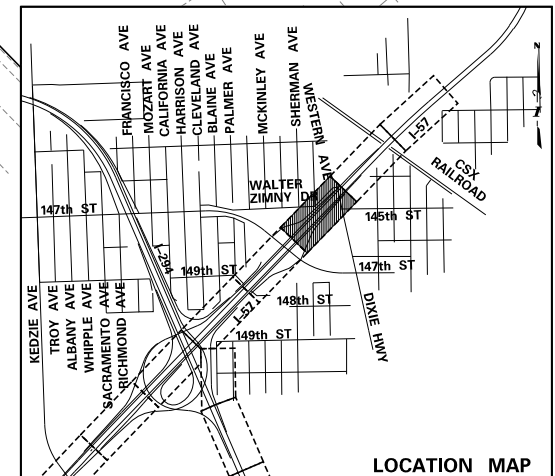 FRANCISCO AVE
MOZART AVE
CALIFORNIA AVE
HARRISON AVE
CLEVELAND AVE
BLAINE AVE
PALMER AVE
MCKINLEY AVE
SHERMAN AVE
WESTERN AVE
I-57
CSX
RAILROAD
WALTER
ZIMNY DR
147th ST
145th ST
I-294
149th ST
147th ST
148th ST
I-57
149th ST
DIXIE HWY
KEDZIE AVE
TROY AVE
ALBANY AVE
WHIPPLE AVE
SACRAMENTO AVE
RICHMOND AVE
LOCATION MAP